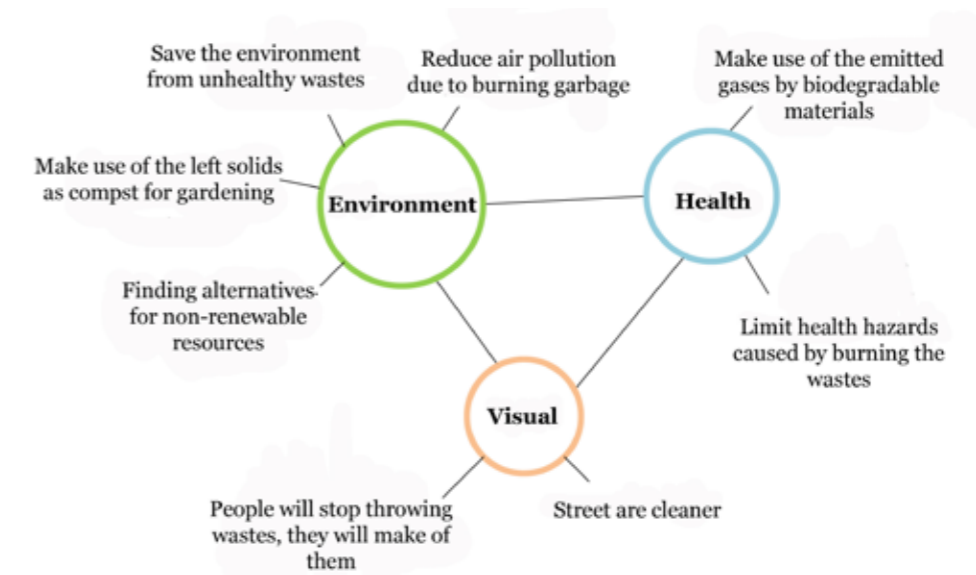 Save the environment
from unhealthy wastes
Reduce air pollution
due to burning garbage
Make use of the emitted
gases by biodegradable
materials
Make use of the left solids
as compst for gardening
Environment
Health
Finding alternatives
for non-renewable
resources
Limit health hazards
caused by burning the
wastes
Visual
People will stop throwing
wastes, they will make of
them
Street are cleaner